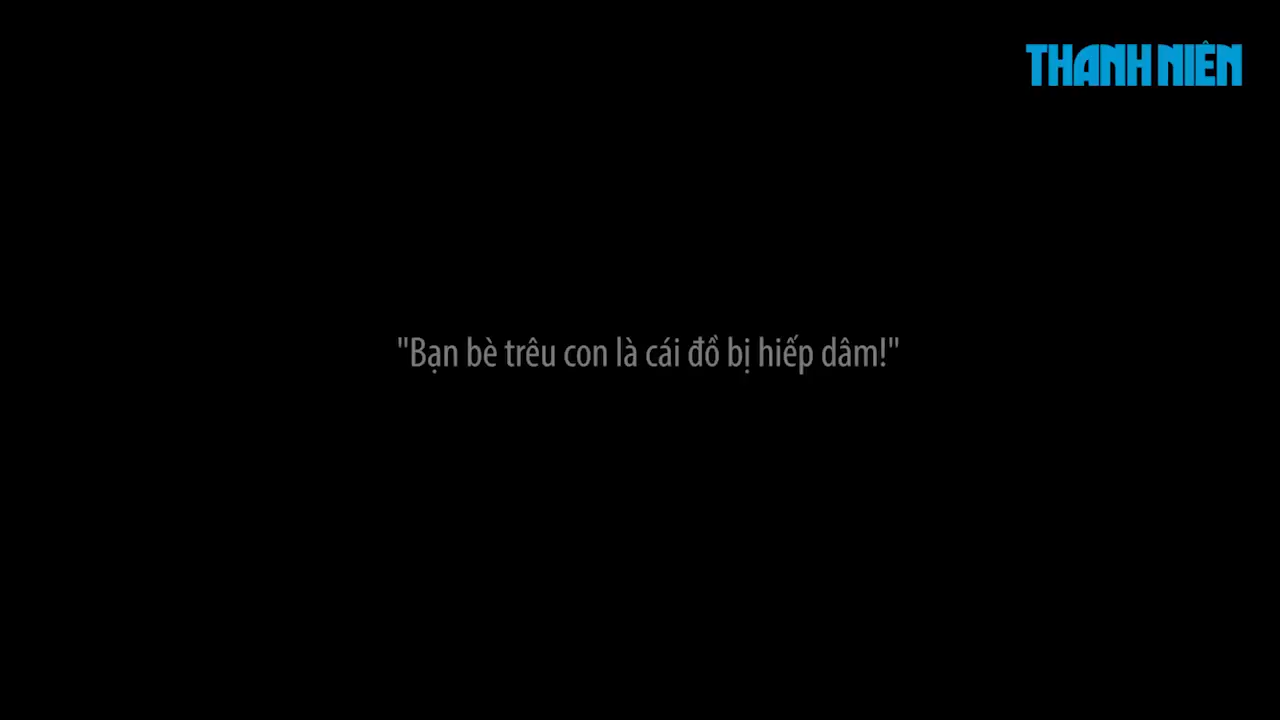 THANH NIÊN
"Bạn bè trêu con là cái đồ bị hiếp dâm!"